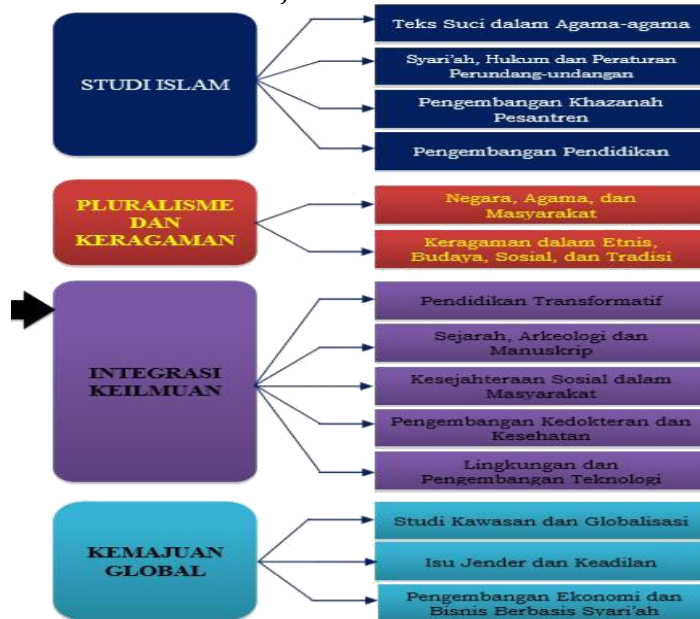 STUDI ISLAM
Teks Suci dalam Agama-agama
Syari'ah, Hukum dan Peraturan
Perundang-undangan
Pengembangan Khazanah
Pesantren
Pengembangan Pendidikan
PLURALISME
DAN
KERAGAMAN
Negara, Agama, dan
Masyarakat
Keragaman dalam Etnis,
Budaya, Sosial, dan Tradisi
INTEGRASI
KEILMUAN
Pendidikan Transformatif
Sejarah, Arkeologi dan
Manuskrip
Kesejahteraan Sosial dalam
Masyarakat
Pengembangan Kedokteran dan
Kesehatan
Lingkungan dan
Pengembangan Teknologi
KEMAJUAN
GLOBAL
Studi Kawasan dan Globalisasi
Isu Jender dan Keadilan
Pengembangan Ekonomi dan
Bisnis Berbasis Syari'ah